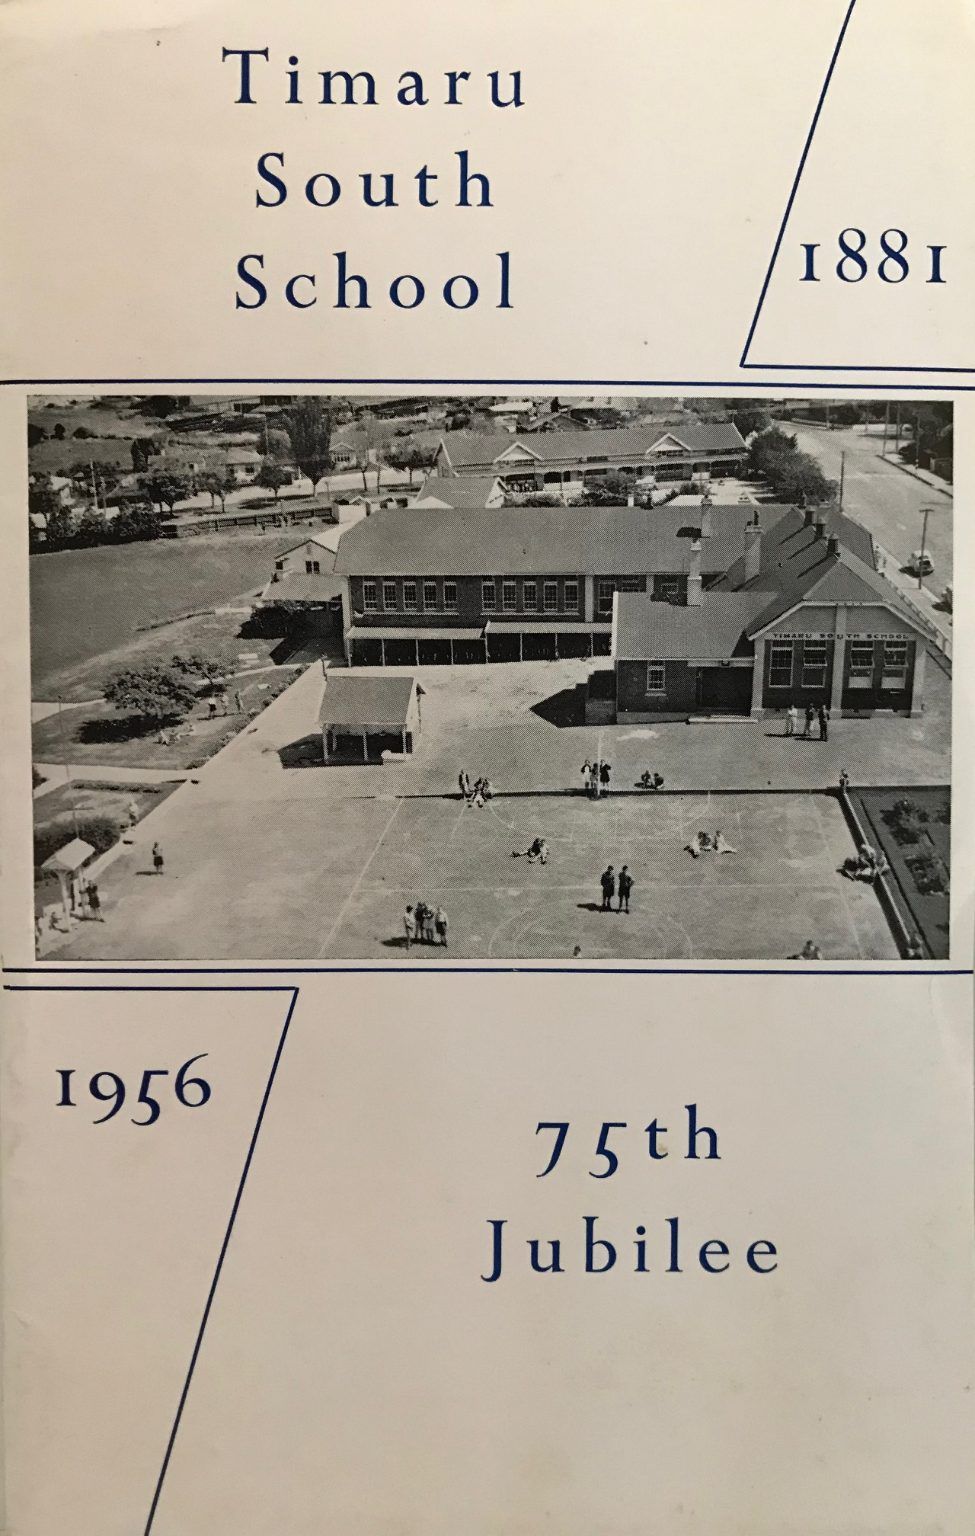 Timaru
South
School
1881
TIMARU SOUTH SCHOOL
1956
75th
Jubilee